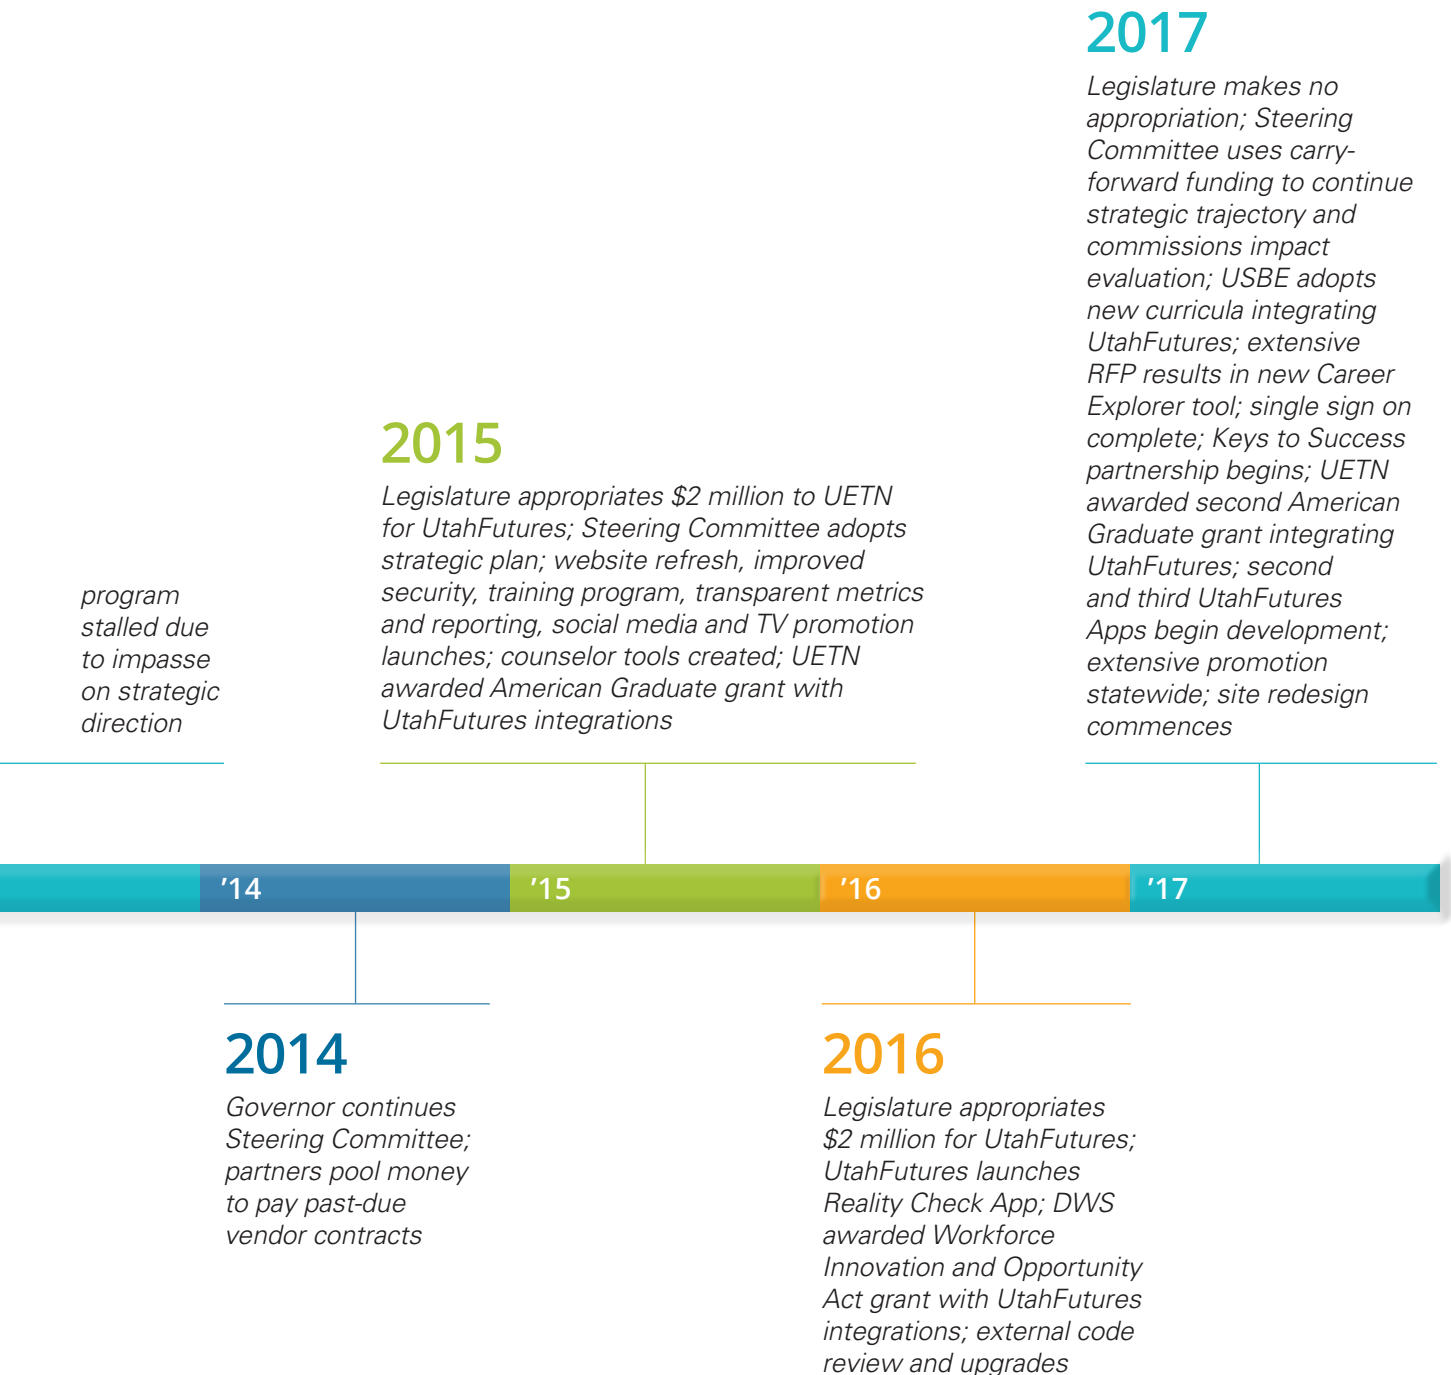 program
stalled due
to impasse
on strategic
direction
2015
Legislature appropriates $2 million to UETN
for UtahFutures; Steering Committee adopts
strategic plan; website refresh, improved
security, training program, transparent metrics
and reporting, social media and TV promotion
launches; counselor tools created; UETN
awarded American Graduate grant with
UtahFutures integrations
2017
Legislature makes no
appropriation; Steering
Committee uses carry-
forward funding to continue
strategic trajectory and
commissions impact
evaluation; USBE adopts
new curricula integrating
UtahFutures; extensive
RFP results in new Career
Explorer tool; single sign on
complete; Keys to Success
partnership begins; UETN
awarded second American
Graduate grant integrating
UtahFutures; second
and third UtahFutures
Apps begin development;
extensive promotion
statewide; site redesign
commences
’14
’15
’16
’17
2014
Governor continues
Steering Committee;
partners pool money
to pay past-due
vendor contracts
2016
Legislature appropriates
$2 million for UtahFutures;
UtahFutures launches
Reality Check App; DWS
awarded Workforce
Innovation and Opportunity
Act grant with UtahFutures
integrations; external code
review and upgrades